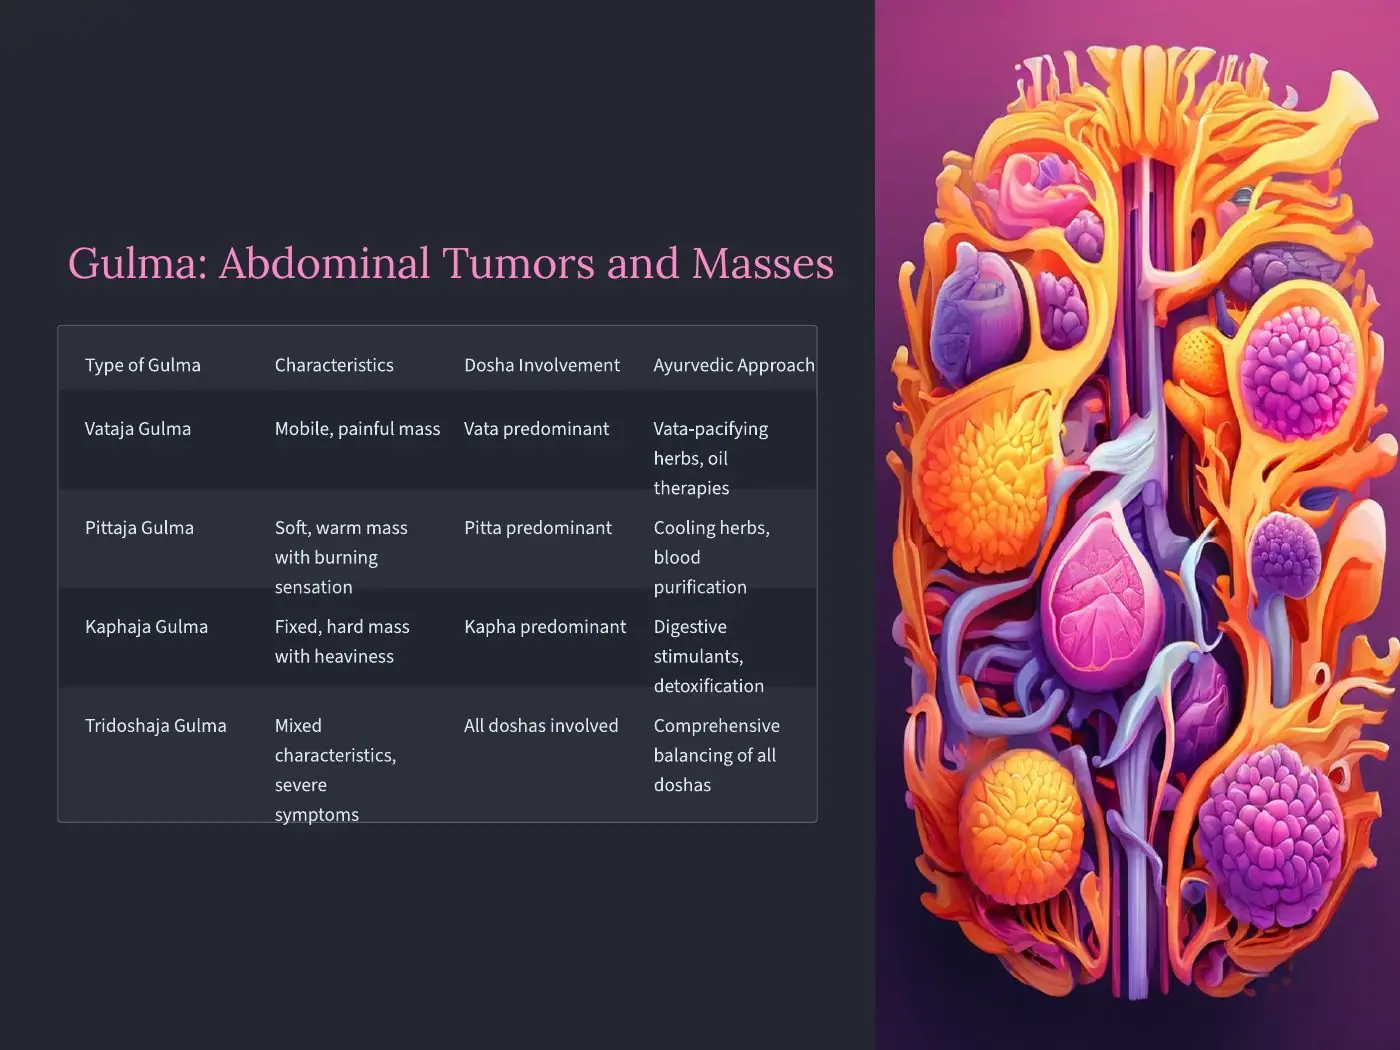 Gulma: Abdominal Tumors and Masses
Type of Gulma
Characteristics
Dosha Involvement
Ayurvedic Approach
Vataja Gulma
Mobile, painful mass
Vata predominant
Vata-pacifying
herbs, oil
therapies
Pittaja Gulma
Soft, warm mass
with burning
sensation
Pitta predominant
Cooling herbs,
blood
purification
Kaphaja Gulma
Fixed, hard mass
with heaviness
Kapha predominant
Digestive
stimulants,
detoxification
Tridoshaja Gulma
Mixed
characteristics,
severe
symptoms
All doshas involved
Comprehensive
balancing of all
doshas